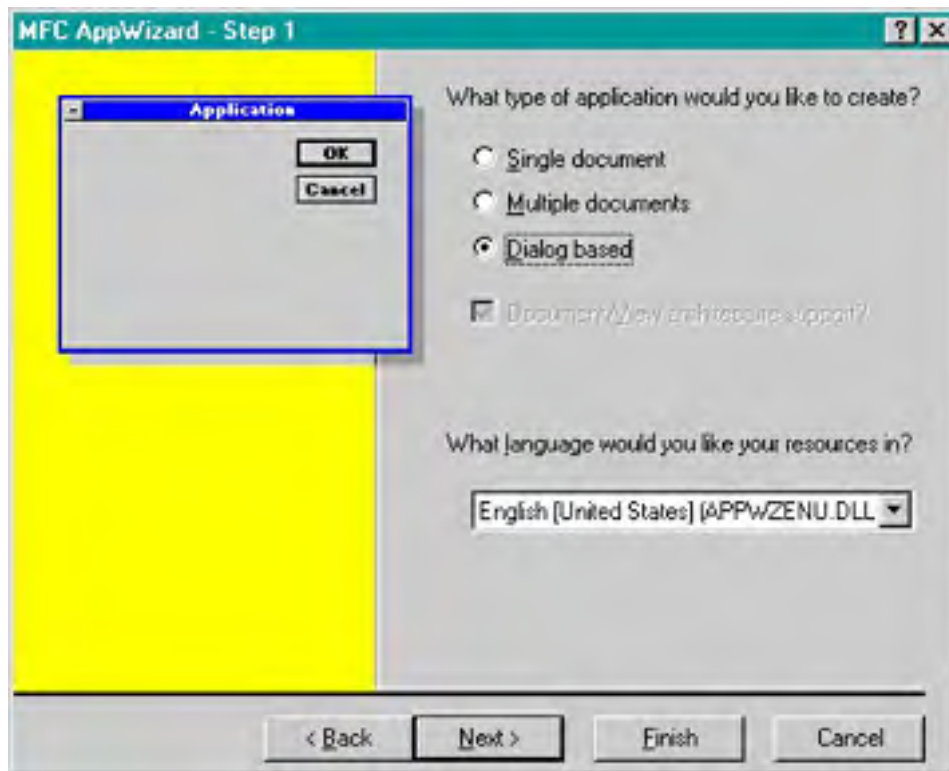 MFC AppWizard - Step 1
Application
OK
Cancel
What type of application would you like to create?
Single document
Multiple documents
Dialog based
Document/View architecture support?
What language would you like your resources in?
English [United States] (APPWZENU.DLL
< Back
Next >
Finish
Cancel